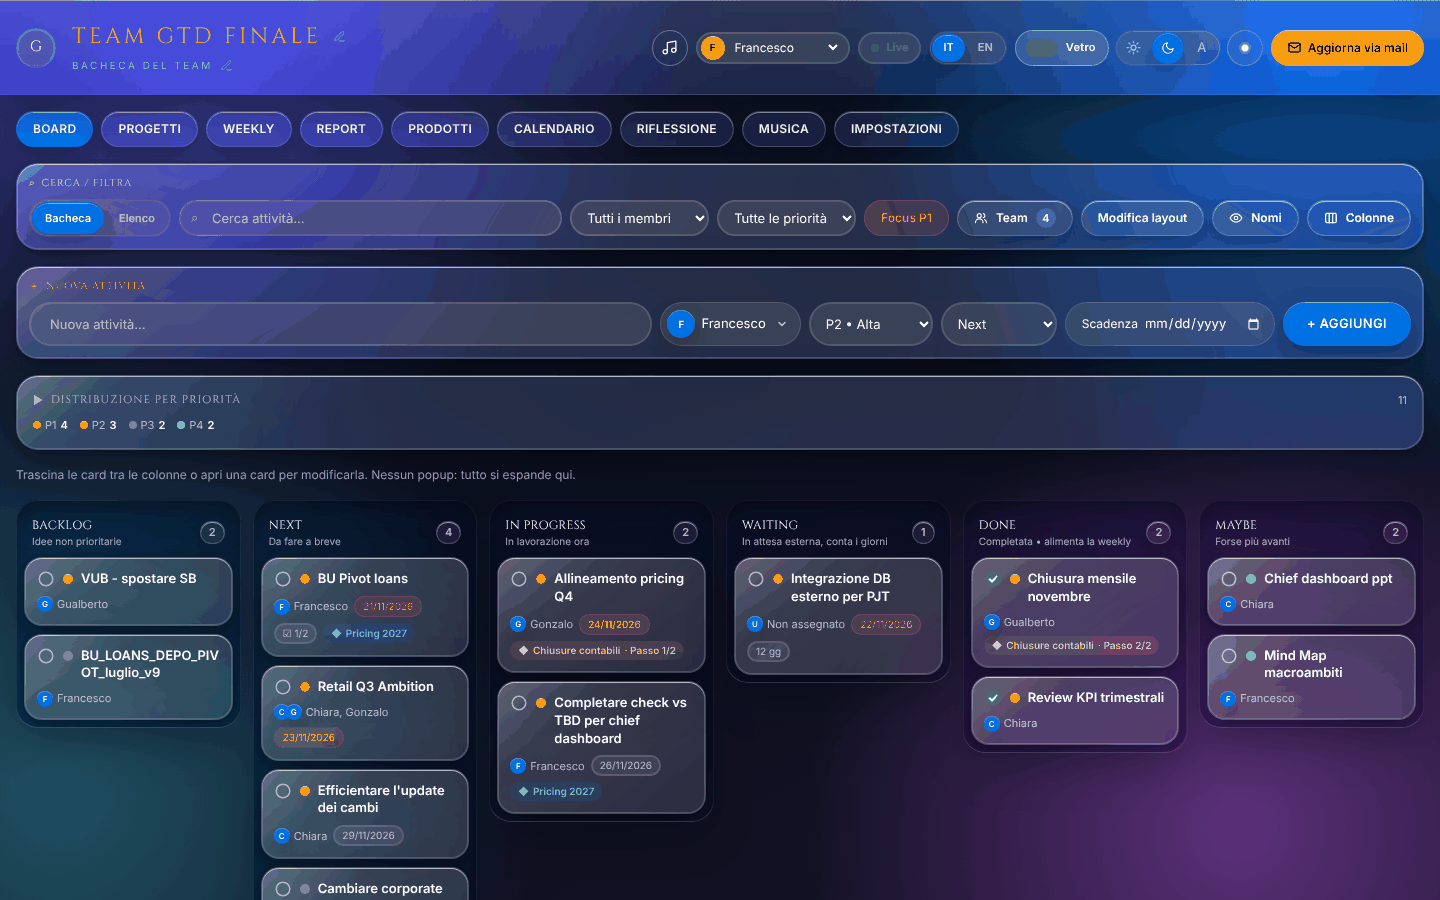 G
TEAM GTD FINALE
BACHECA DEL TEAM
F Francesco
Live
IT EN
Vetro
A
Aggiorna via mail
BOARD PROGETTI WEEKLY REPORT PRODOTTI CALENDARIO RIFLESSIONE MUSICA IMPOSTAZIONI
CERCA / FILTRA
Bacheca Elenco Cerca attività... Tutti i membri Tutte le priorità Focus P1 Team 4 Modifica layout Nomi Colonne
+ NUOVA ATTIVITÀ
Nuova attività... F Francesco P2 • Alta Next Scadenza mm/dd/yyyy + AGGIUNGI
DISTRIBUZIONE PER PRIORITÀ 11
P1 4 P2 3 P3 2 P4 2
Trascina le card tra le colonne o apri una card per modificarla. Nessun popup: tutto si espande qui.
BACKLOG 2
Idee non prioritarie
VUB - spostare SB
G Gualberto
BU_LOANS_DEPO_PIV
OT_luglio_v9
F Francesco
NEXT 4
Da fare a breve
BU Pivot loans
F Francesco 21/11/2026
1/2 Pricing 2027
Retail Q3 Ambition
C G Chiara, Gonzalo
23/11/2026
Efficientare l'update
dei cambi
C Chiara 29/11/2026
Cambiare corporate
IN PROGRESS 2
In lavorazione ora
Allineamento pricing
Q4
G Gonzalo 24/11/2026
Chiusure contabili · Passo 1/2
Completare check vs
TBD per chief
dashboard
F Francesco 26/11/2026
Pricing 2027
WAITING 1
In attesa esterna, conta i giorni
Integrazione DB
esterno per PJT
U Non assegnato 22/11/2026
12 gg
DONE 2
Completata • alimenta la weekly
Chiusura mensile
novembre
G Gualberto
Chiusure contabili · Passo 2/2
Review KPI trimestrali
C Chiara
MAYBE 2
Forse più avanti
Chief dashboard ppt
C Chiara
Mind Map
macroambiti
F Francesco